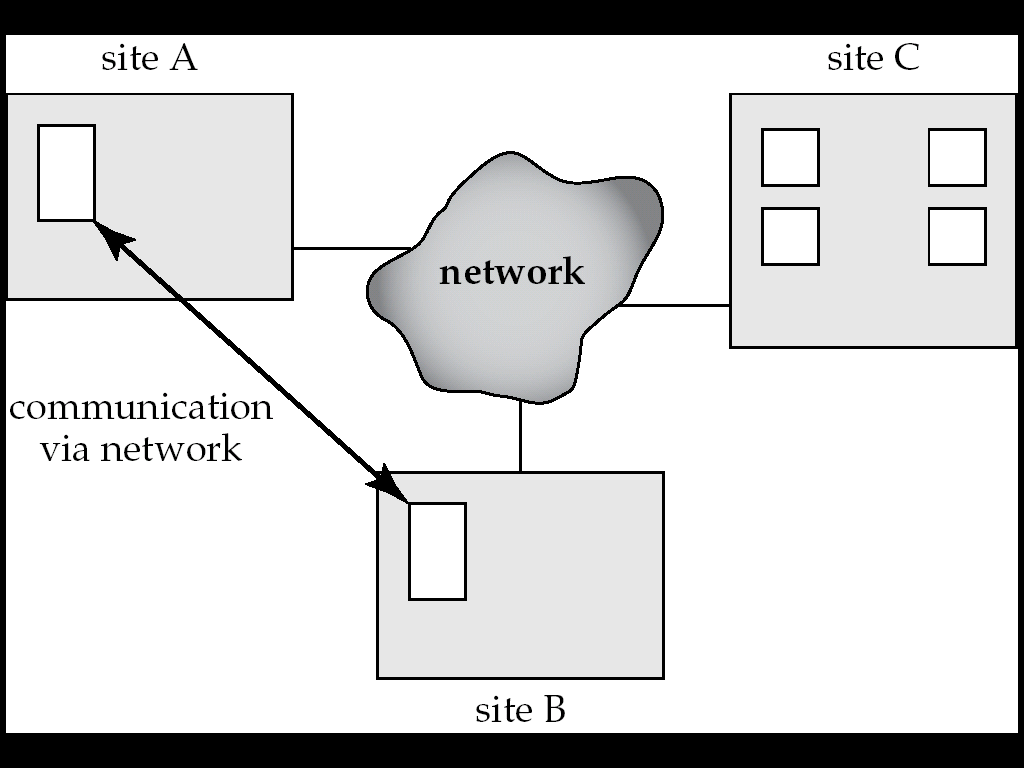 site A
site C
network
communication
via network
site B